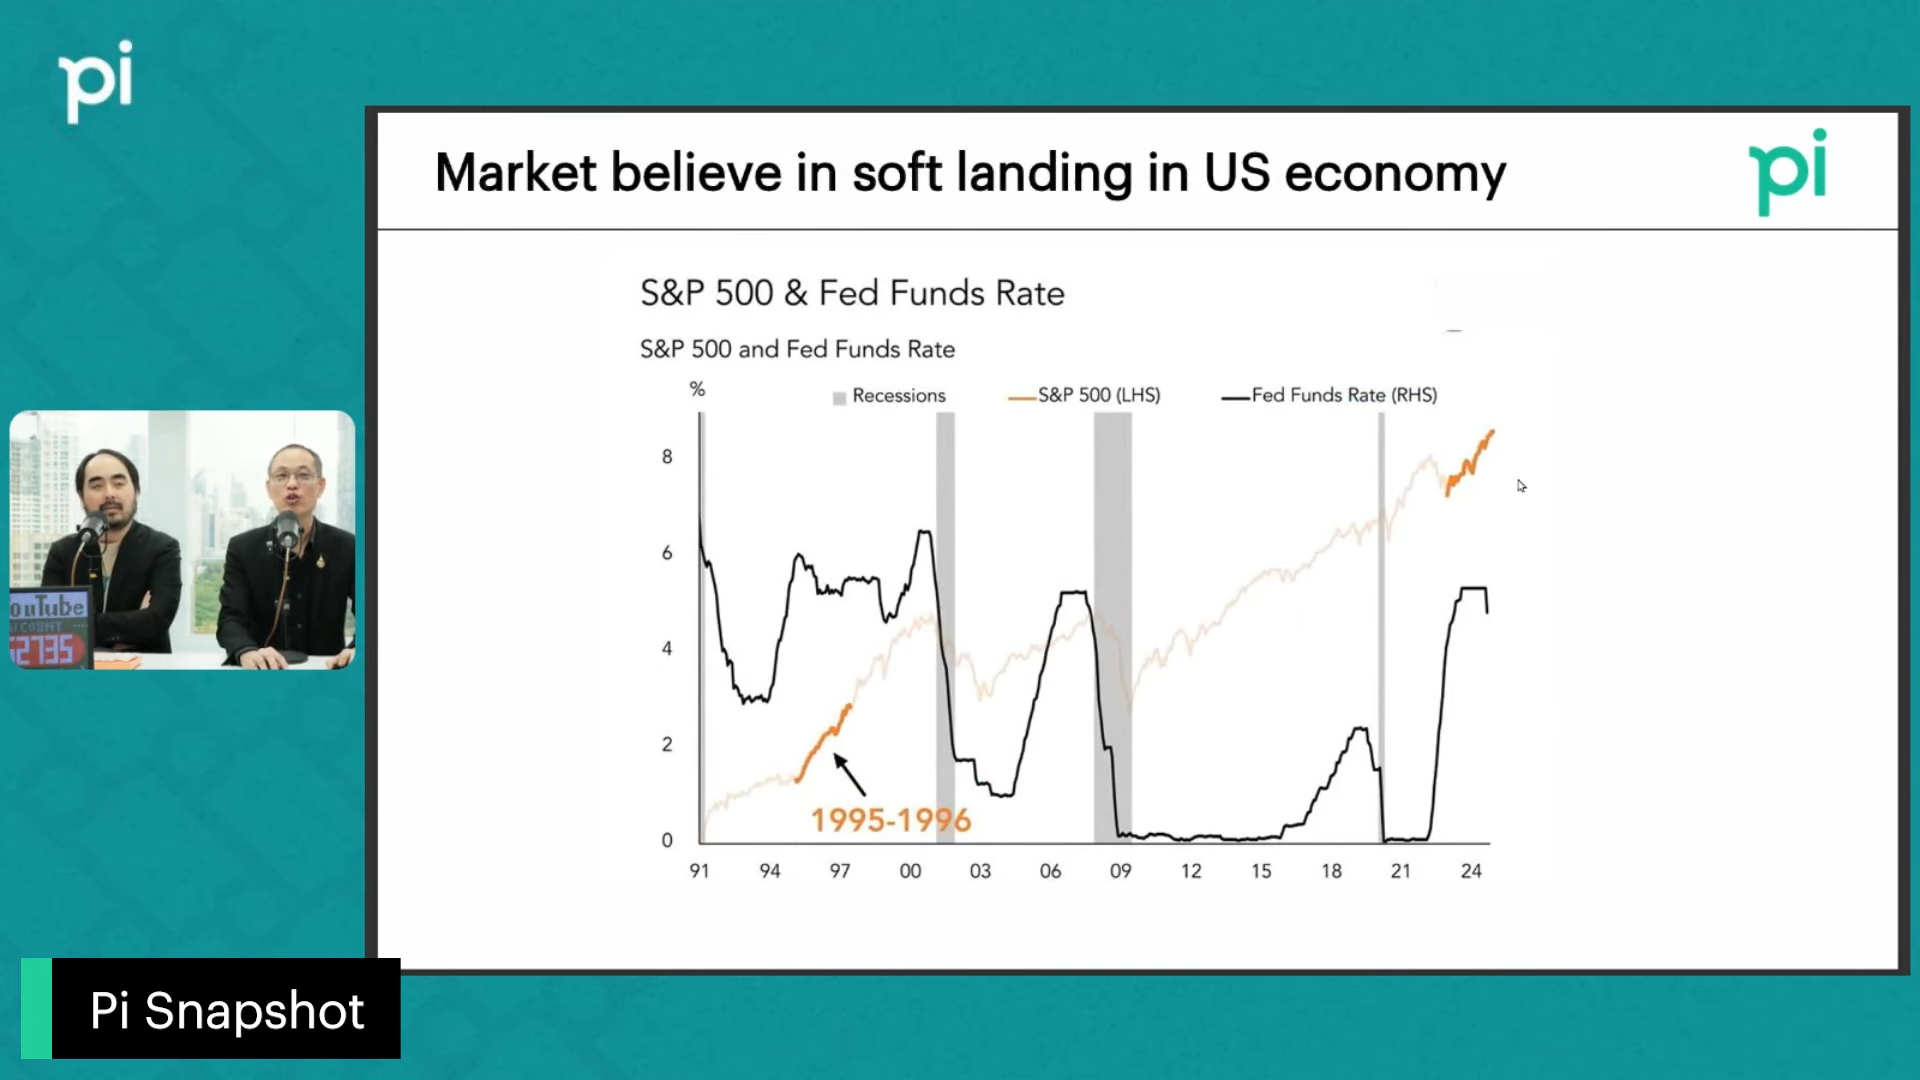 pi
Market believe in soft landing in US economy
pi
S&P 500 & Fed Funds Rate
S&P 500 and Fed Funds Rate
%
Recessions
S&P 500 (LHS)
Fed Funds Rate (RHS)
8
6
4
2
0
1995-1996
91 94 97 00 03 06 09 12 15 18 21 24
ouTube
COUNT
2735
Pi Snapshot